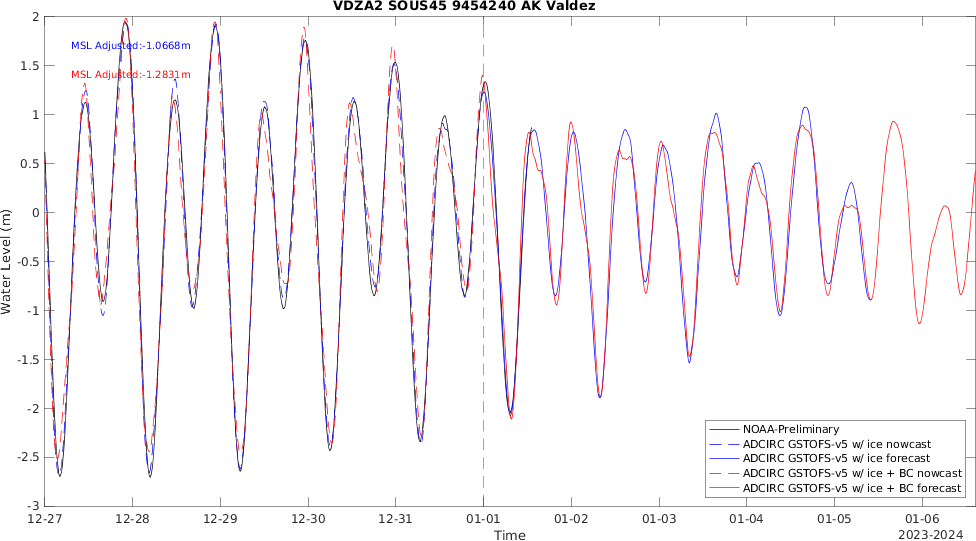 VDZA2 SOUS45 9454240 AK Valdez
MSL Adjusted:-1.0668m
MSL Adjusted:-1.2831m
2
1.5
1
0.5
0
-0.5
-1
-1.5
-2
-2.5
-3
Water Level (m)
NOAA-Preliminary
ADCIRC GSTOFS-v5 w/ ice nowcast
ADCIRC GSTOFS-v5 w/ ice forecast
ADCIRC GSTOFS-v5 w/ ice + BC nowcast
ADCIRC GSTOFS-v5 w/ ice + BC forecast
12-27 12-28 12-29 12-30 12-31 01-01 01-02 01-03 01-04 01-05 01-06
Time
2023-2024